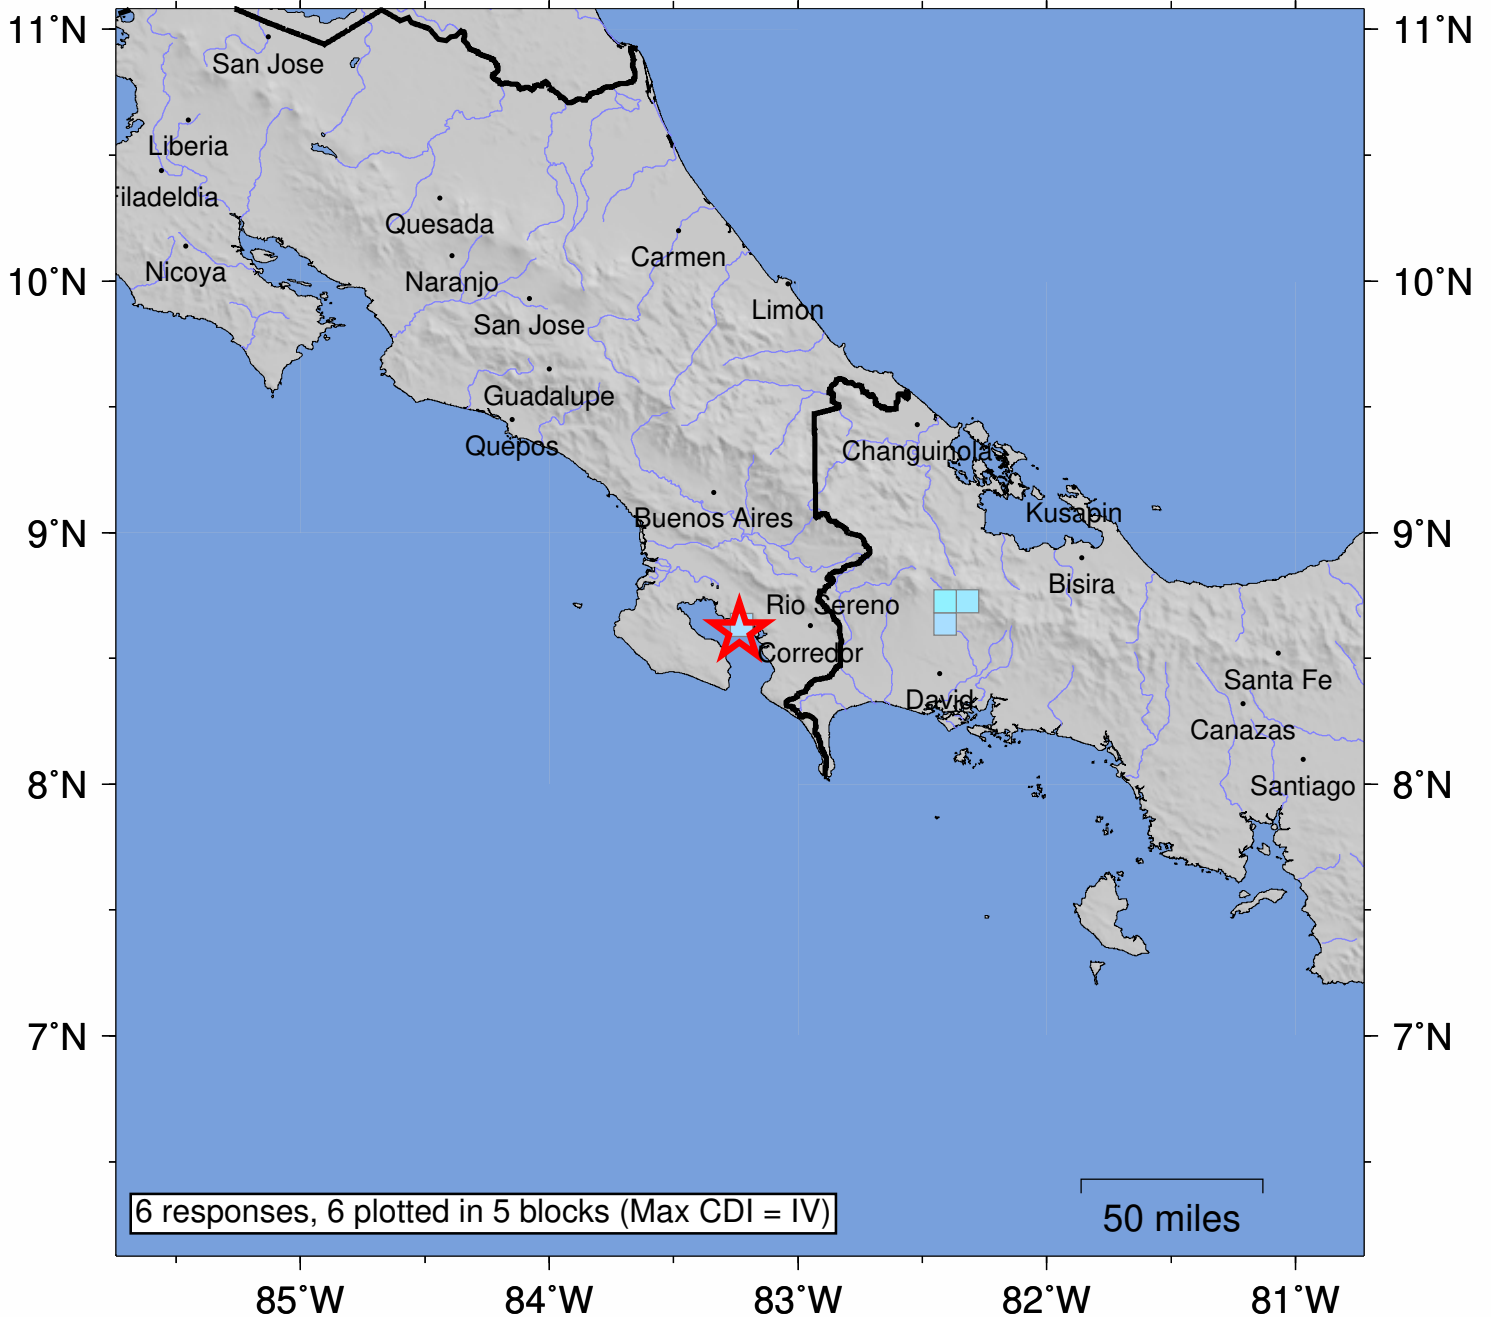 11°N 11°N
San Jose
Liberia
Filadeldia
Quesada
Carmen
Nicoya
Naranjo
10°N 10°N
Limon
San Jose
Guadalupe
Quepos
Changuinola
Kusapin
Buenos Aires
9°N 9°N
Bisira
Rio Sereno
Corredor
Santa Fe
David
Canazas
8°N 8°N
Santiago
7°N 7°N
6 responses, 6 plotted in 5 blocks (Max CDI = IV)
50 miles
85°W 84°W 83°W 82°W 81°W